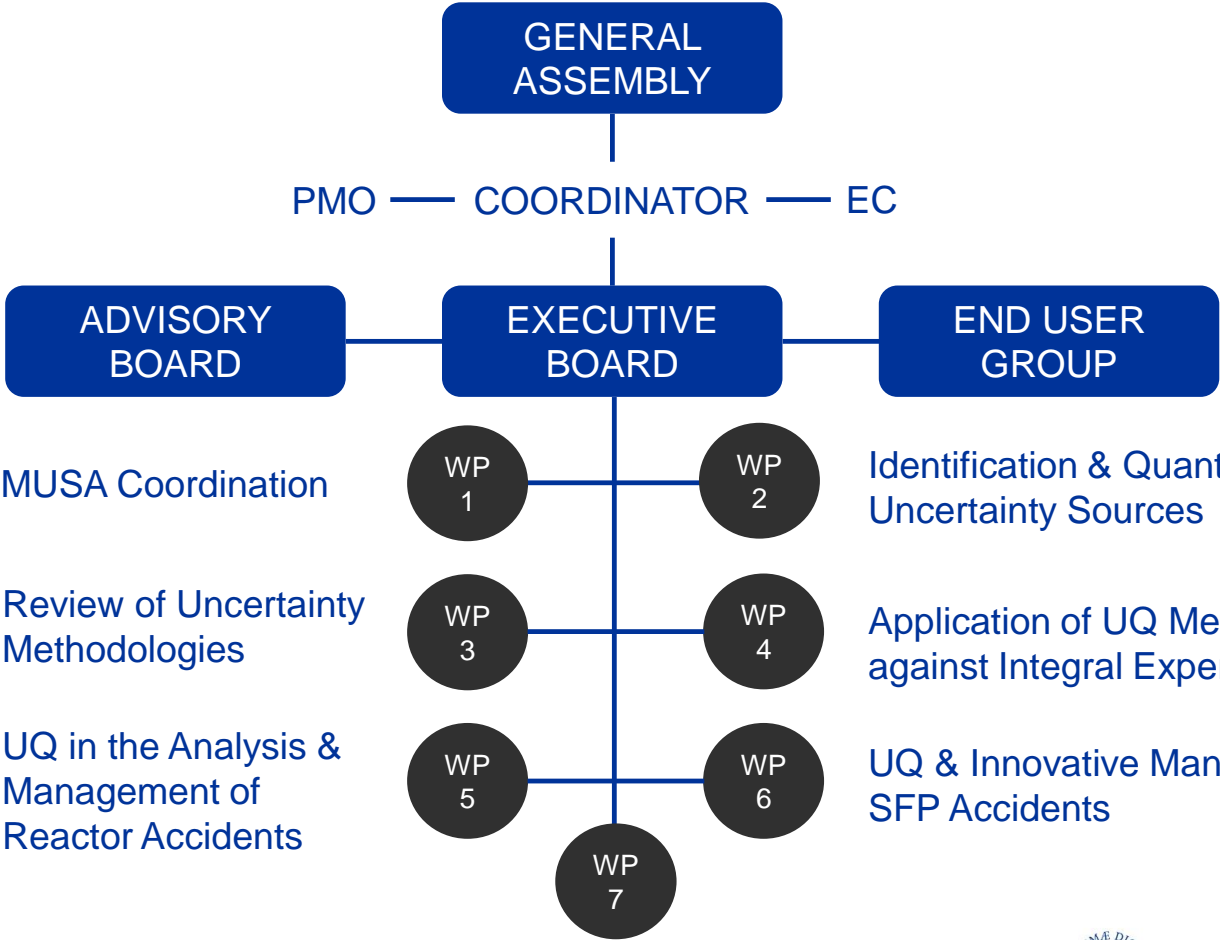 GENERAL
ASSEMBLY
PMO COORDINATOR EC
ADVISORY
BOARD
EXECUTIVE
BOARD
END USER
GROUP
MUSA Coordination
WP
1
WP
2
Identification & Quant
Uncertainty Sources
Review of Uncertainty
Methodologies
WP
3
WP
4
Application of UQ Me
against Integral Expe
UQ in the Analysis &
Management of
Reactor Accidents
WP
5
WP
6
UQ & Innovative Man
SFP Accidents
WP
7